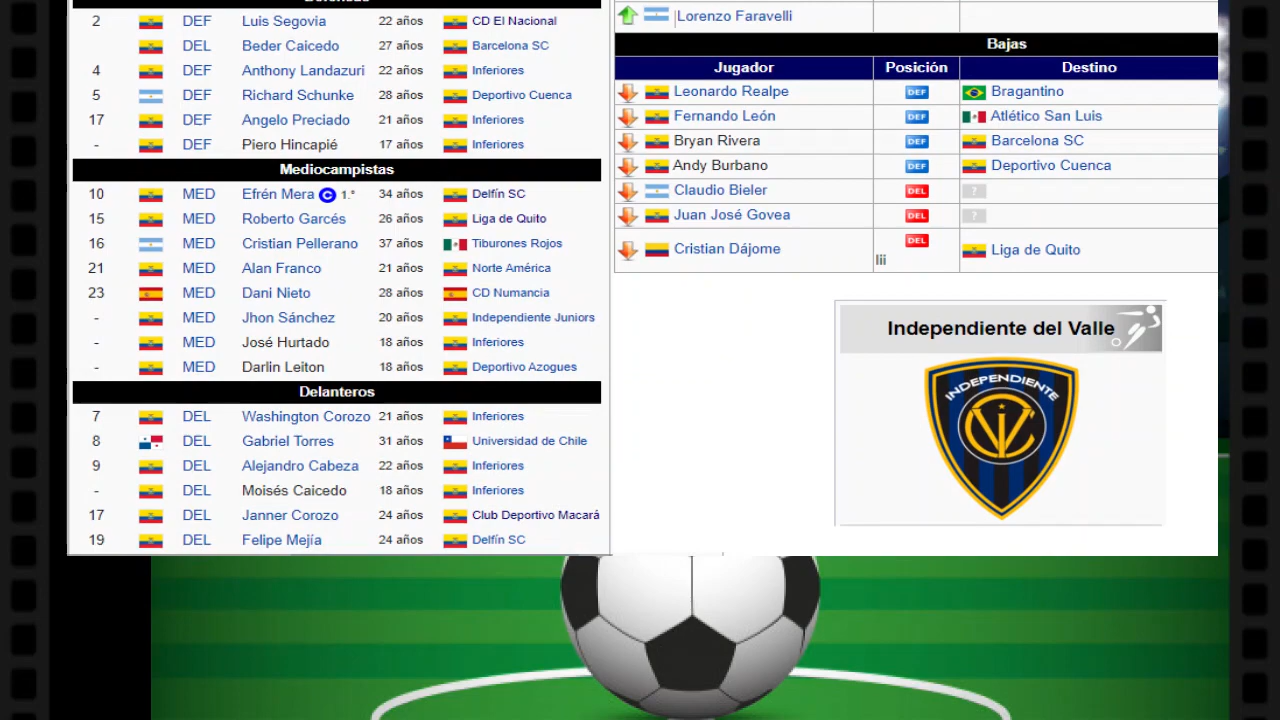 2 DEF Luis Segovia 22 años CD El Nacional
DEL Beder Caicedo 27 años Barcelona SC
4 DEF Anthony Landazuri 22 años Inferiores
5 DEF Richard Schunke 28 años Deportivo Cuenca
17 DEF Angelo Preciado 21 años Inferiores
- DEF Piero Hincapié 17 años Inferiores
Mediocampistas
10 MED Efrén Mera C 1.° 34 años Delfín SC
15 MED Roberto Garcés 26 años Liga de Quito
16 MED Cristian Pellerano 37 años Tiburones Rojos
21 MED Alan Franco 21 años Norte América
23 MED Dani Nieto 28 años CD Numancia
- MED Jhon Sánchez 20 años Independiente Juniors
- MED José Hurtado 18 años Inferiores
- MED Darlin Leiton 18 años Deportivo Azogues
Delanteros
7 DEL Washington Corozo 21 años Inferiores
8 DEL Gabriel Torres 31 años Universidad de Chile
9 DEL Alejandro Cabeza 22 años Inferiores
- DEL Moisés Caicedo 18 años Inferiores
17 DEL Janner Corozo 24 años Club Deportivo Macará
19 DEL Felipe Mejía 24 años Delfín SC
Lorenzo Faravelli
Bajas
Jugador Posición Destino
Leonardo Realpe DEF Bragantino
Fernando León DEF Atlético San Luis
Bryan Rivera DEF Barcelona SC
Andy Burbano DEF Deportivo Cuenca
Claudio Bieler DEL ?
Juan José Govea DEL ?
Cristian Dájome DEL lii Liga de Quito
Independiente del Valle
INDEPENDIENTE